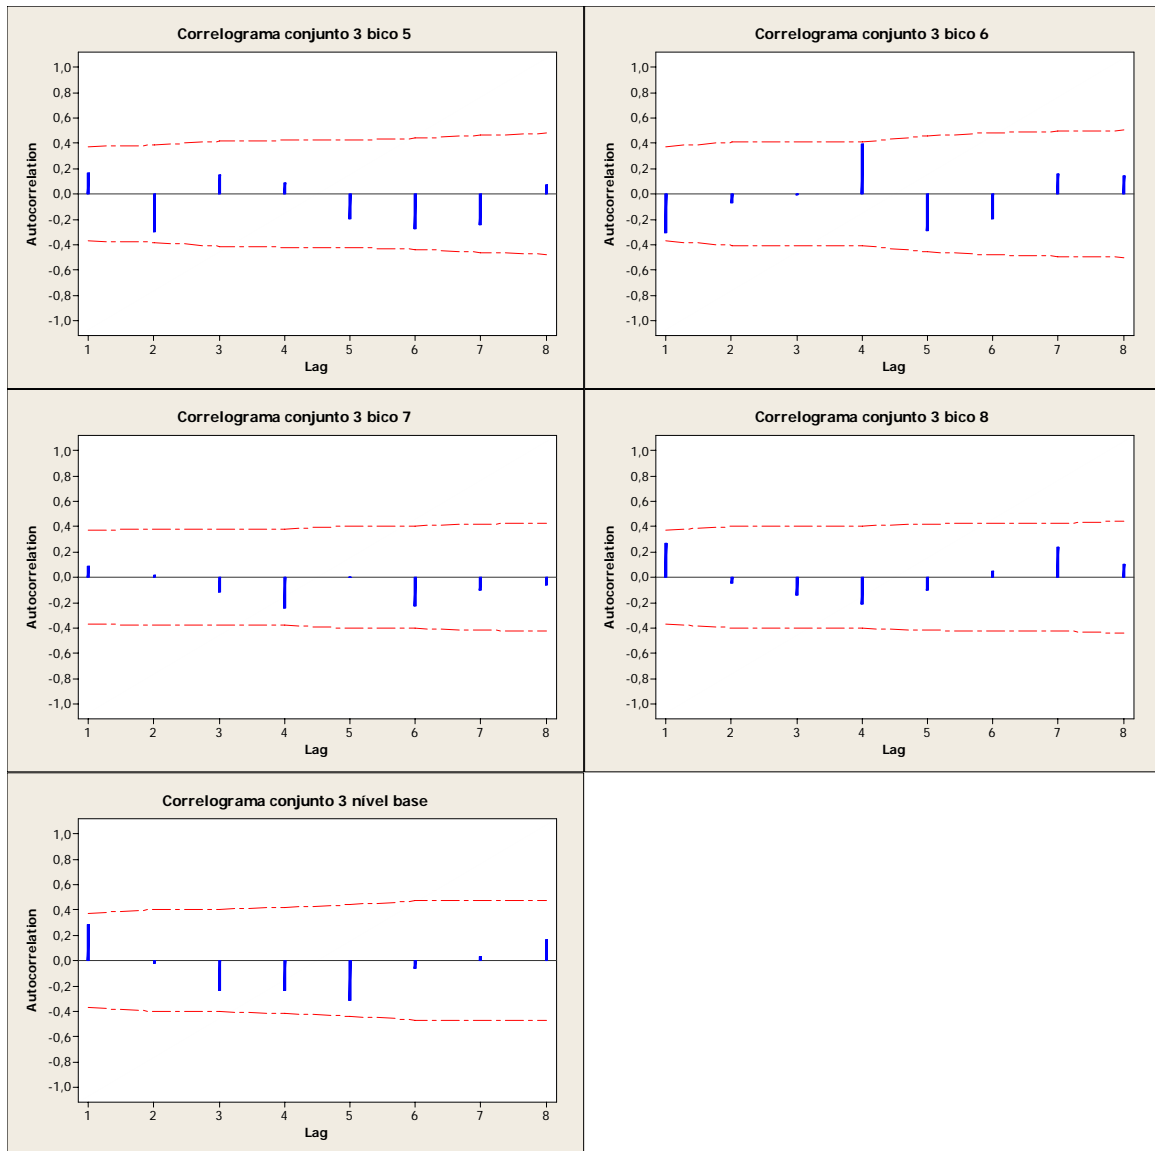 Correlograma conjunto 3 bico 5
1,0
0,8
0,6
0,4
0,2
0,0
-0,2
-0,4
-0,6
-0,8
-1,0
Autocorrelation
1 2 3 4 5 6 7 8
Lag
Correlograma conjunto 3 bico 6
1,0
0,8
0,6
0,4
0,2
0,0
-0,2
-0,4
-0,6
-0,8
-1,0
Autocorrelation
1 2 3 4 5 6 7 8
Lag
Correlograma conjunto 3 bico 7
1,0
0,8
0,6
0,4
0,2
0,0
-0,2
-0,4
-0,6
-0,8
-1,0
Autocorrelation
1 2 3 4 5 6 7 8
Lag
Correlograma conjunto 3 bico 8
1,0
0,8
0,6
0,4
0,2
0,0
-0,2
-0,4
-0,6
-0,8
-1,0
Autocorrelation
1 2 3 4 5 6 7 8
Lag
Correlograma conjunto 3 nível base
1,0
0,8
0,6
0,4
0,2
0,0
-0,2
-0,4
-0,6
-0,8
-1,0
Autocorrelation
1 2 3 4 5 6 7 8
Lag